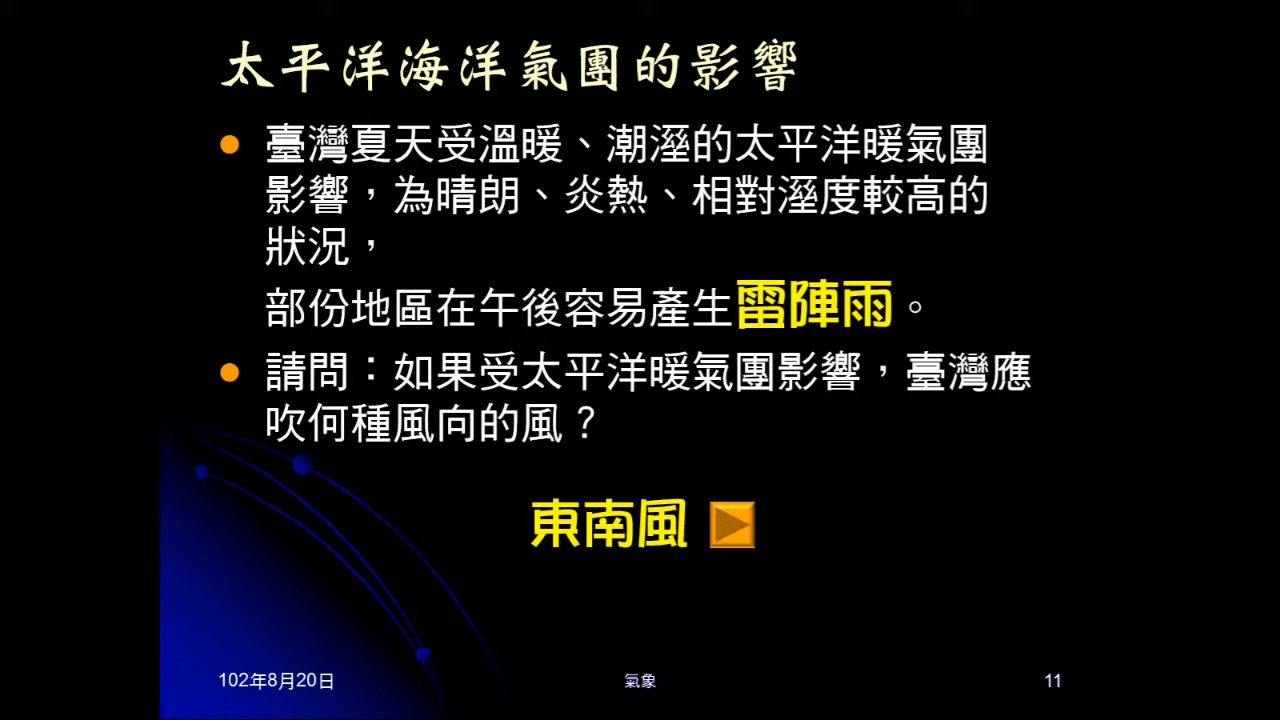 太平洋海洋氣團的影響
臺灣夏天受溫暖、潮溼的太平洋暖氣團
影響，為晴朗、炎熱、相對溼度較高的
狀況，
部份地區在午後容易產生雷陣雨。
請問：如果受太平洋暖氣團影響，臺灣應
吹何種風向的風？
東南風
102年8月20日
氣象
11